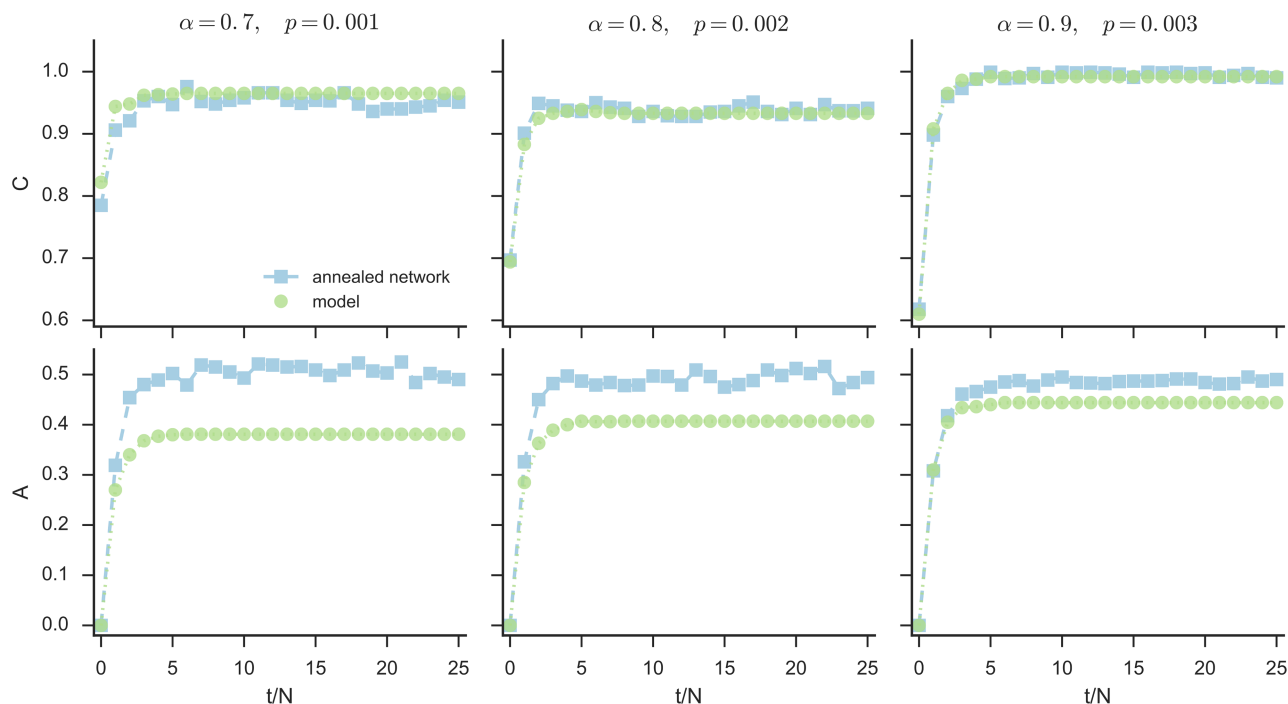 α = 0.7,   p = 0.001
α = 0.8,   p = 0.002
α = 0.9,   p = 0.003
C
1.0
0.9
0.8
0.7
0.6
annealed network
model
A
0.5
0.4
0.3
0.2
0.1
0.0
0 5 10 15 20 25
0 5 10 15 20 25
0 5 10 15 20 25
t/N
t/N
t/N